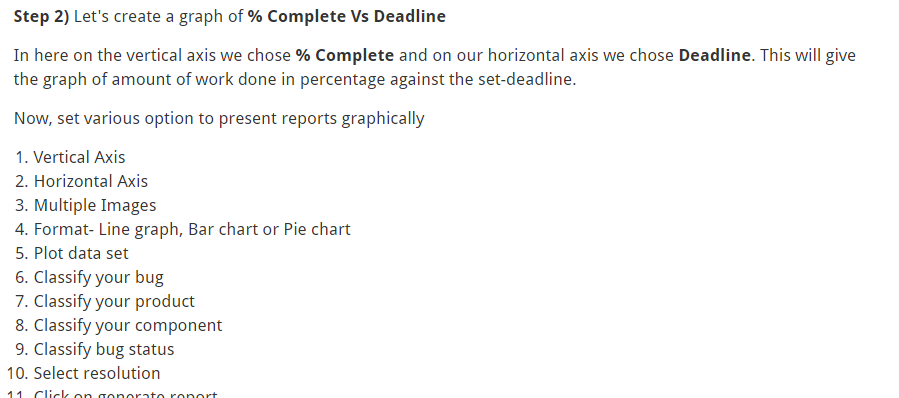 Step 2) Let's create a graph of % Complete Vs Deadline
In here on the vertical axis we chose % Complete and on our horizontal axis we chose Deadline. This will give
the graph of amount of work done in percentage against the set-deadline.
Now, set various option to present reports graphically
1. Vertical Axis
2. Horizontal Axis
3. Multiple Images
4. Format- Line graph, Bar chart or Pie chart
5. Plot data set
6. Classify your bug
7. Classify your product
8. Classify your component
9. Classify bug status
10. Select resolution
11. Click on generate report